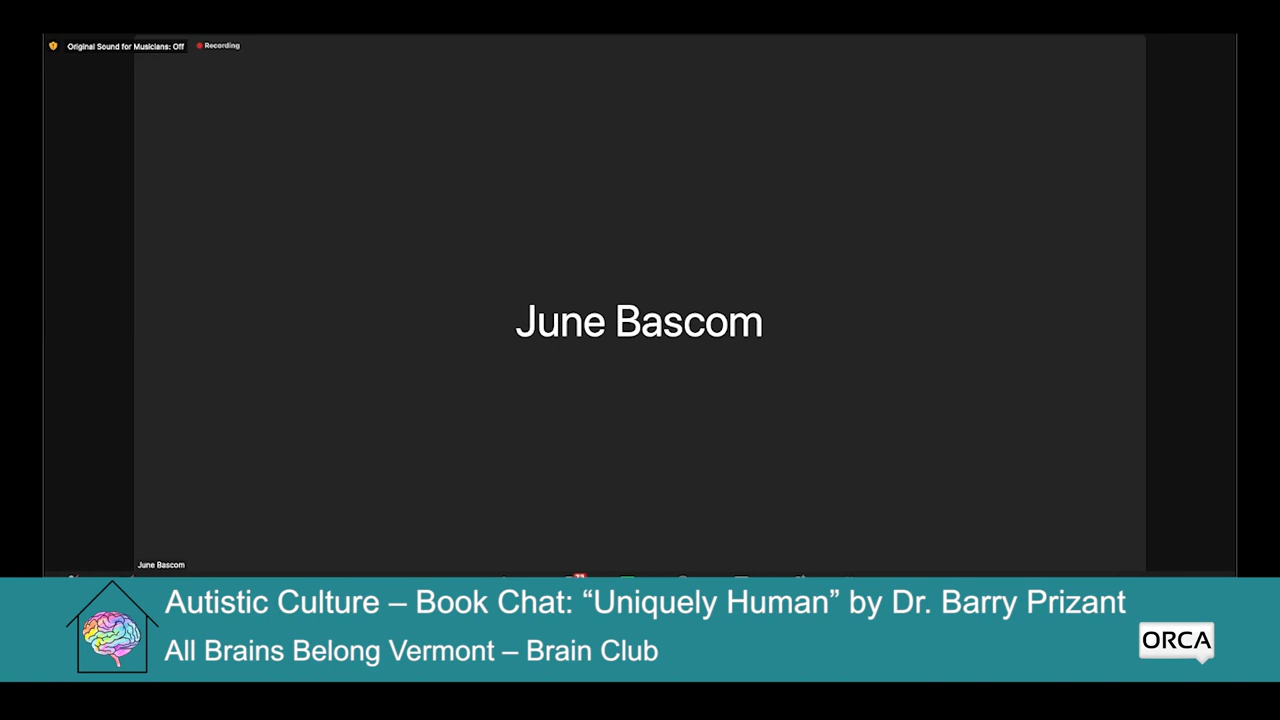 Original Sound for Musicians: Off
Recording
June Bascom
June Bascom
Autistic Culture – Book Chat: “Uniquely Human” by Dr. Barry Prizant
All Brains Belong Vermont – Brain Club
ORCA